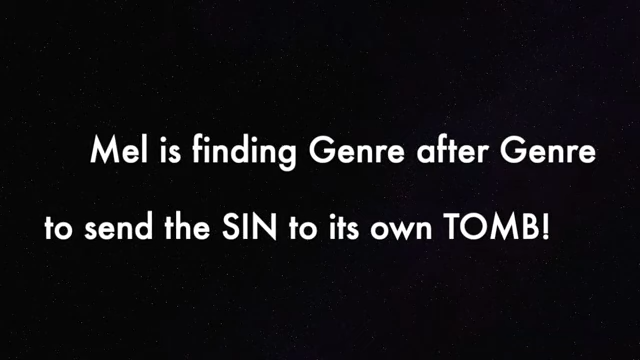 Mel is finding Genre after Genre
to send the SIN to its own TOMB!